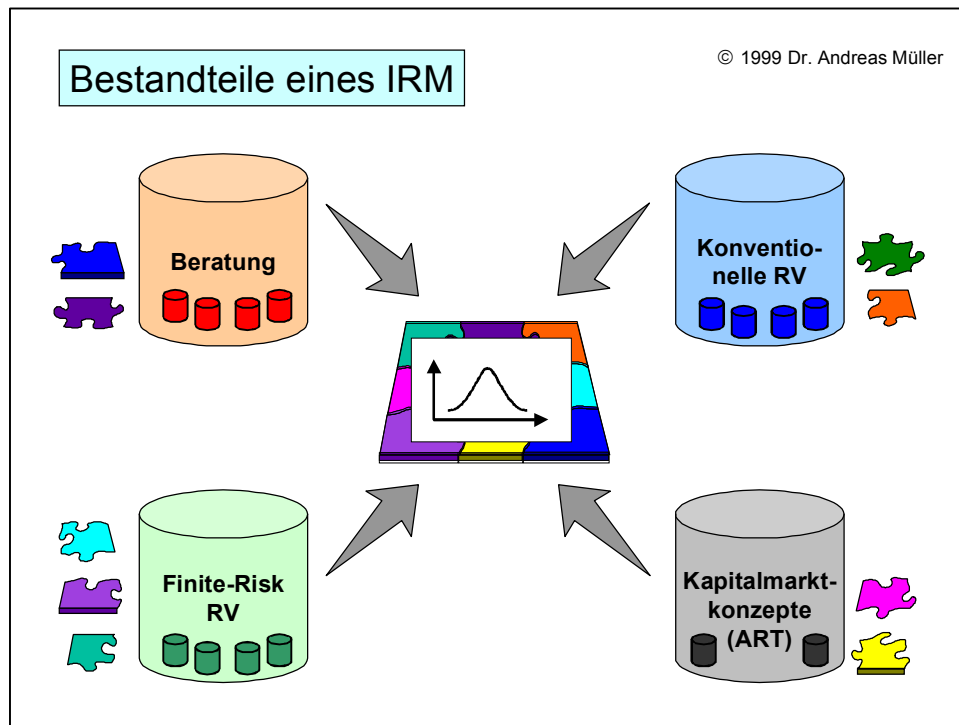 Bestandteile eines IRM
© 1999 Dr. Andreas Müller
Beratung
Konventio-
nelle RV
Finite-Risk
RV
Kapitalmarkt-
konzepte
(ART)